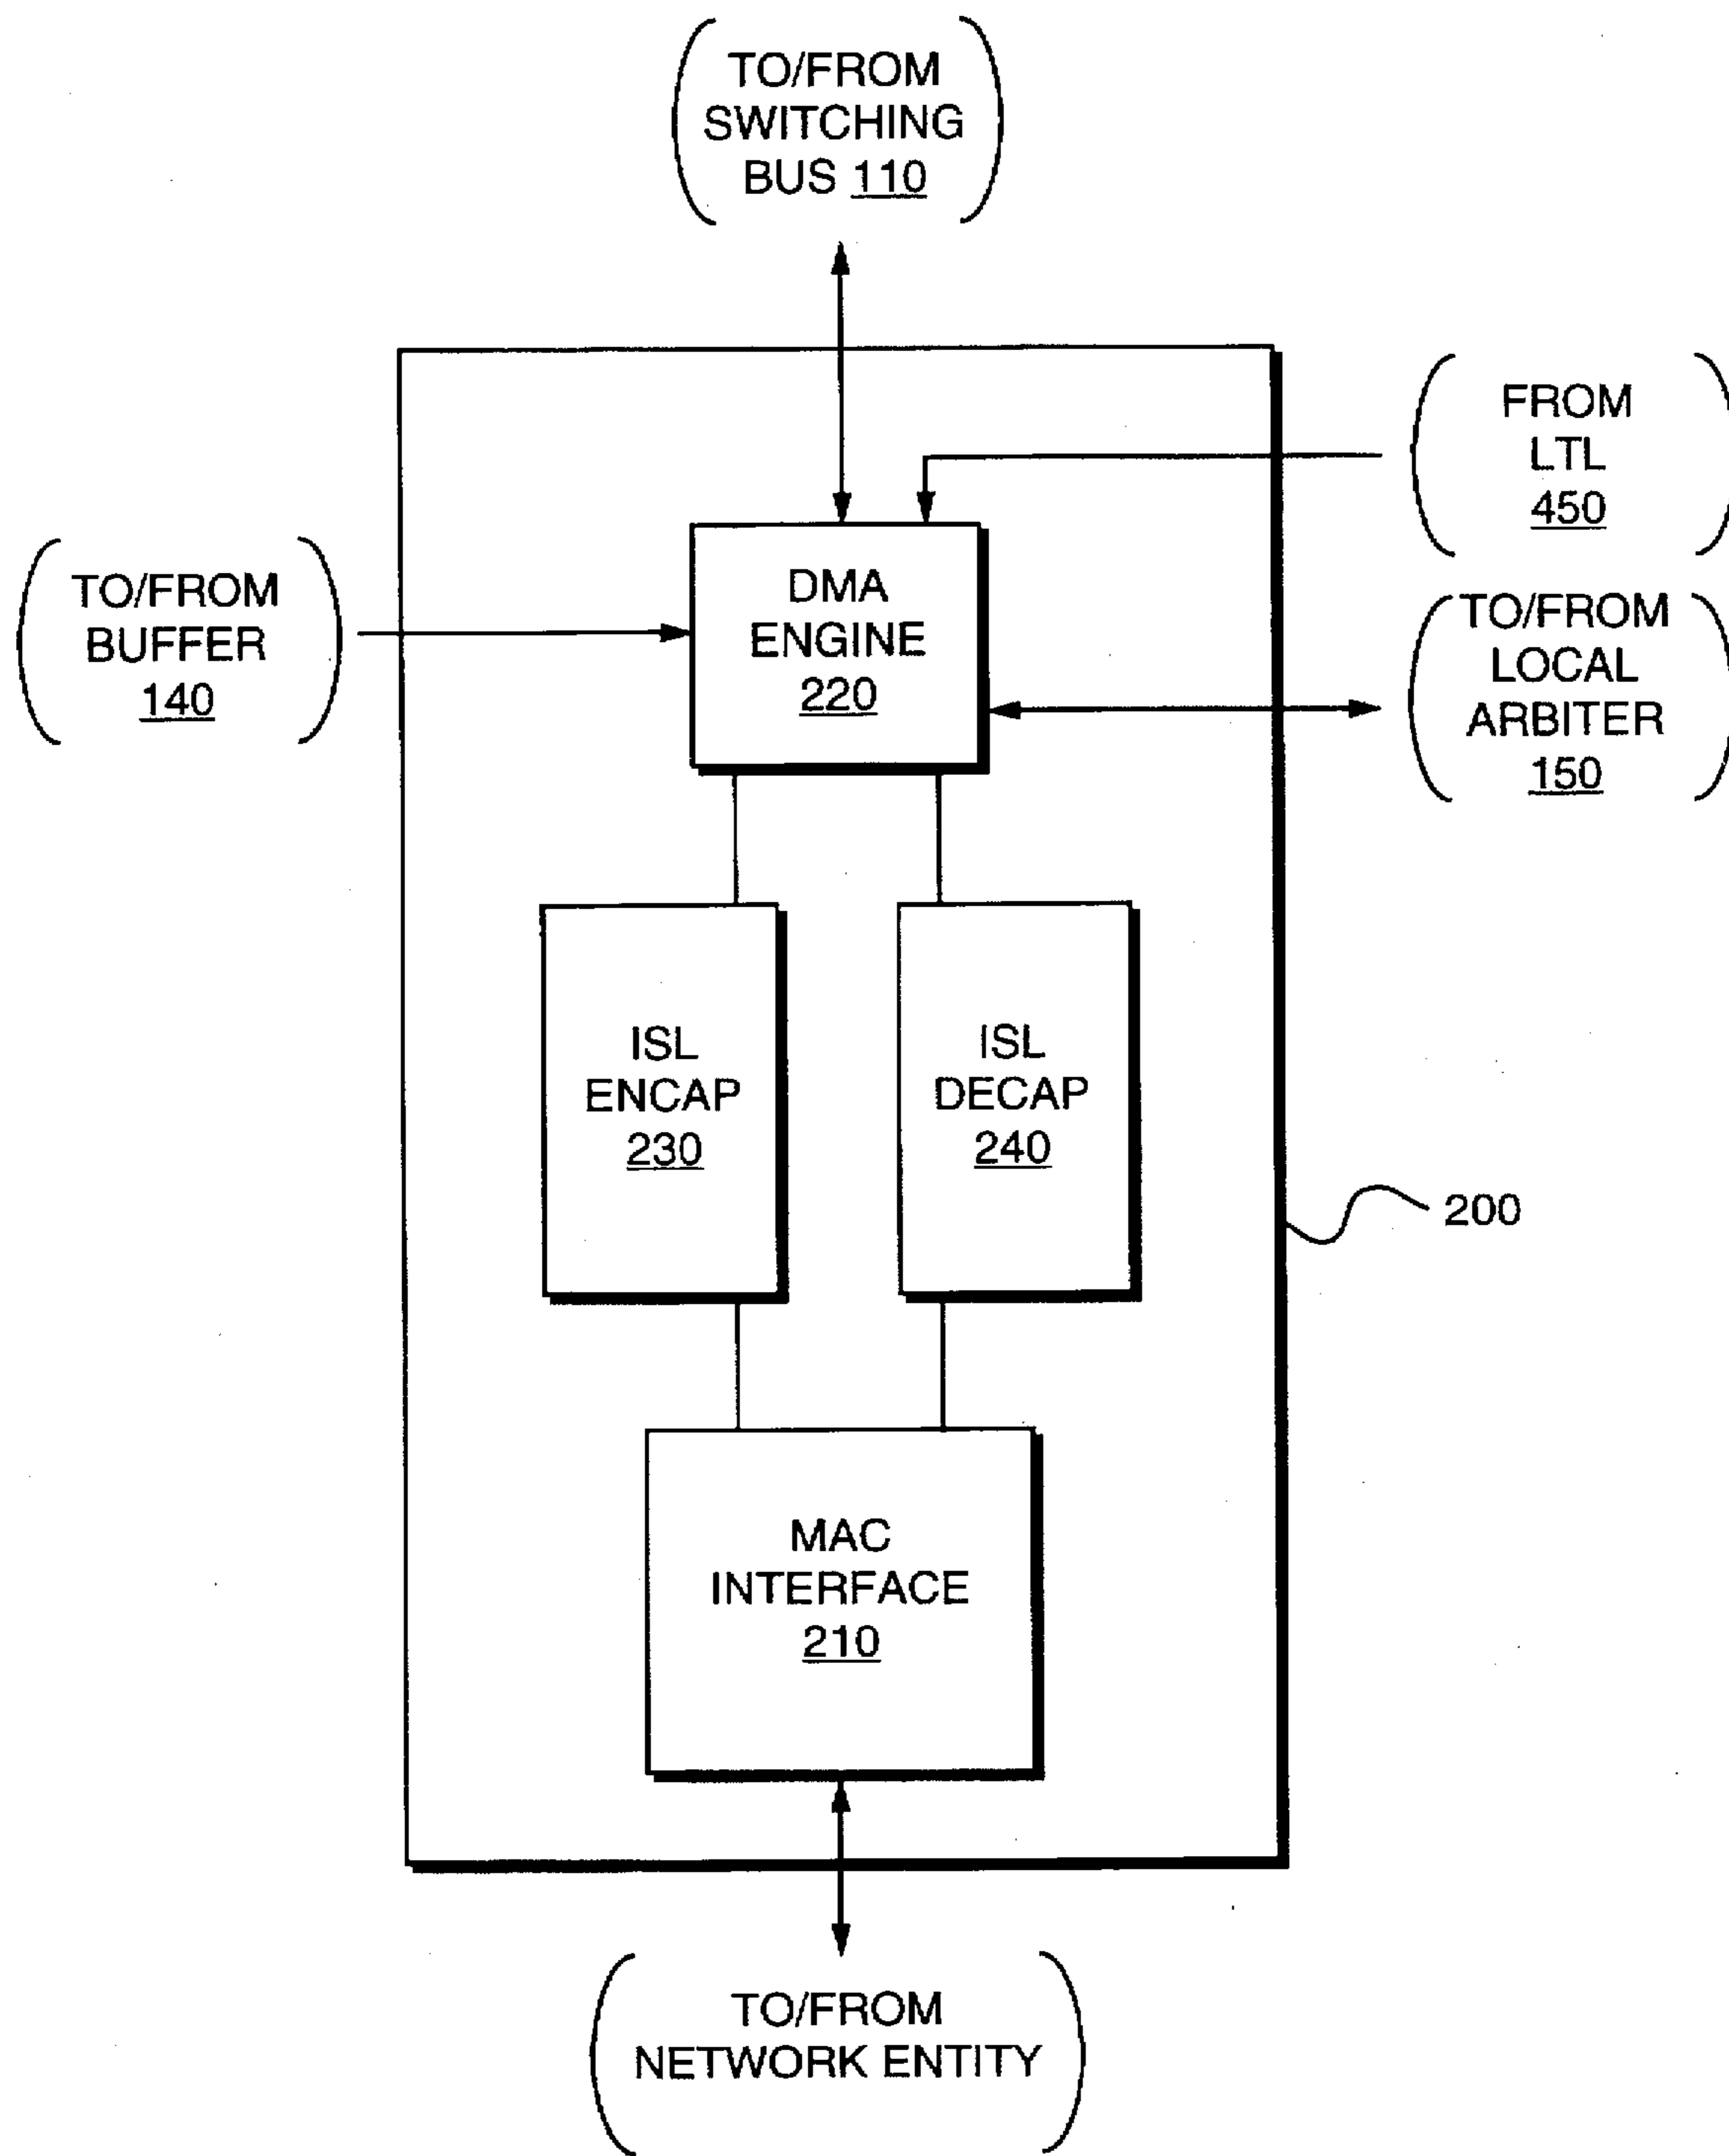 TO/FROM
SWITCHING
BUS 110
FROM
LTL
450
TO/FROM
BUFFER
140
DMA
ENGINE
220
TO/FROM
LOCAL
ARBITER
150
ISL
ENCAP
230
ISL
DECAP
240
200
MAC
INTERFACE
210
TO/FROM
NETWORK ENTITY